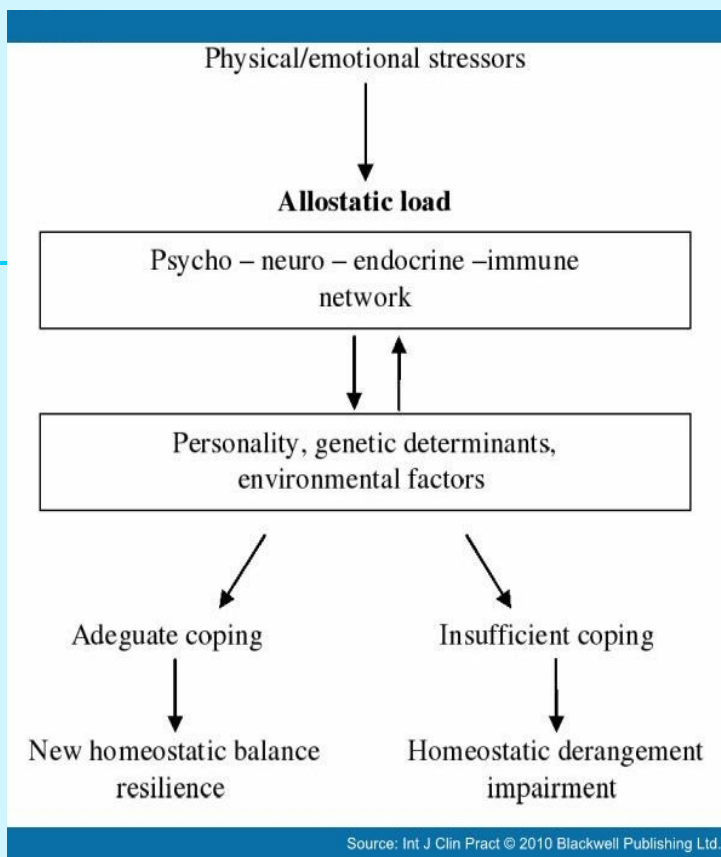 Physical/emotional stressors
Allostatic load
Psycho – neuro – endocrine –immune
network
Personality, genetic determinants,
environmental factors
Adeguate coping
Insufficient coping
New homeostatic balance
resilience
Homeostatic derangement
impairment
Source: Int J Clin Pract © 2010 Blackwell Publishing Ltd.